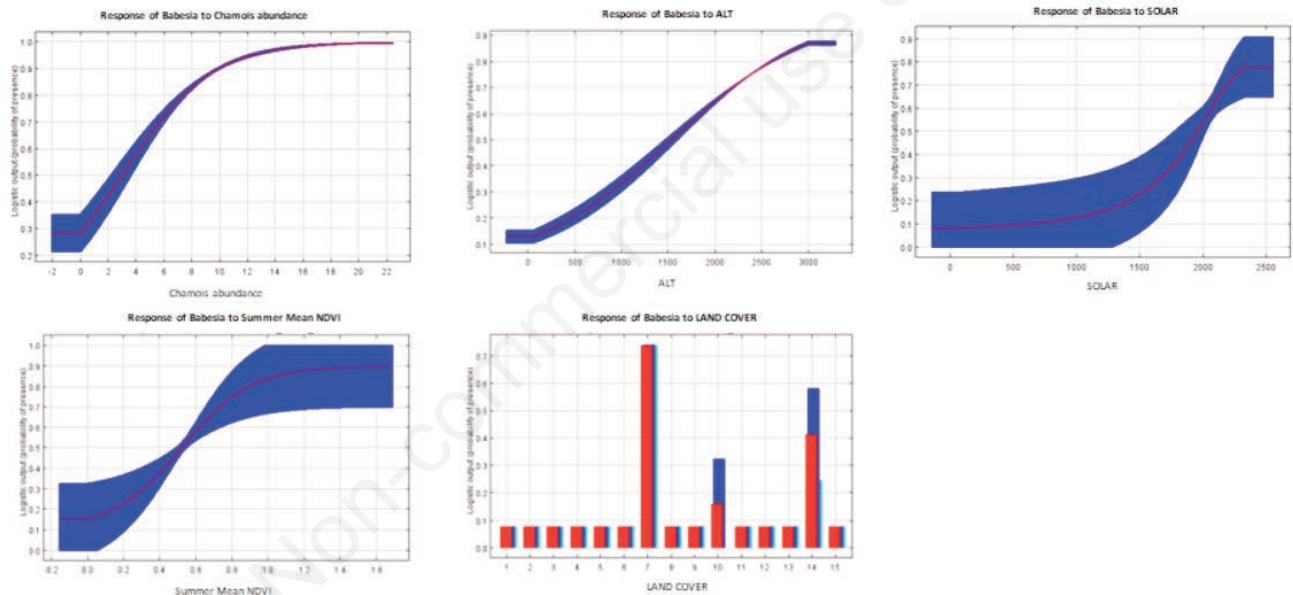 Response of Babesia to Chamois abundance
Logistic output (probability of presence)
1.0
0.9
0.8
0.7
0.6
0.5
0.4
0.3
0.2
-2 0 2 4 6 8 10 12 14 16 18 20 22
Chamois abundance
Response of Babesia to ALT
Logistic output (probability of presence)
0.9
0.8
0.7
0.6
0.5
0.4
0.3
0.2
0.1
0 500 1000 1500 2000 2500 3000
ALT
Response of Babesia to SOLAR
Logistic output (probability of presence)
0.9
0.8
0.7
0.6
0.5
0.4
0.3
0.2
0.1
0.0
0 500 1000 1500 2000 2500
SOLAR
Response of Babesia to Summer Mean NDVI
Logistic output (probability of presence)
1.0
0.9
0.8
0.7
0.6
0.5
0.4
0.3
0.2
0.1
0.0
-0.2 0.0 0.2 0.4 0.6 0.8 1.0 1.2 1.4 1.6
Summer Mean NDVI
Response of Babesia to LAND COVER
Logistic output (probability of presence)
0.7
0.6
0.5
0.4
0.3
0.2
0.1
0.0
1 2 3 4 5 6 7 8 9 10 11 12 13 14 15
LAND COVER
Non-commercial use